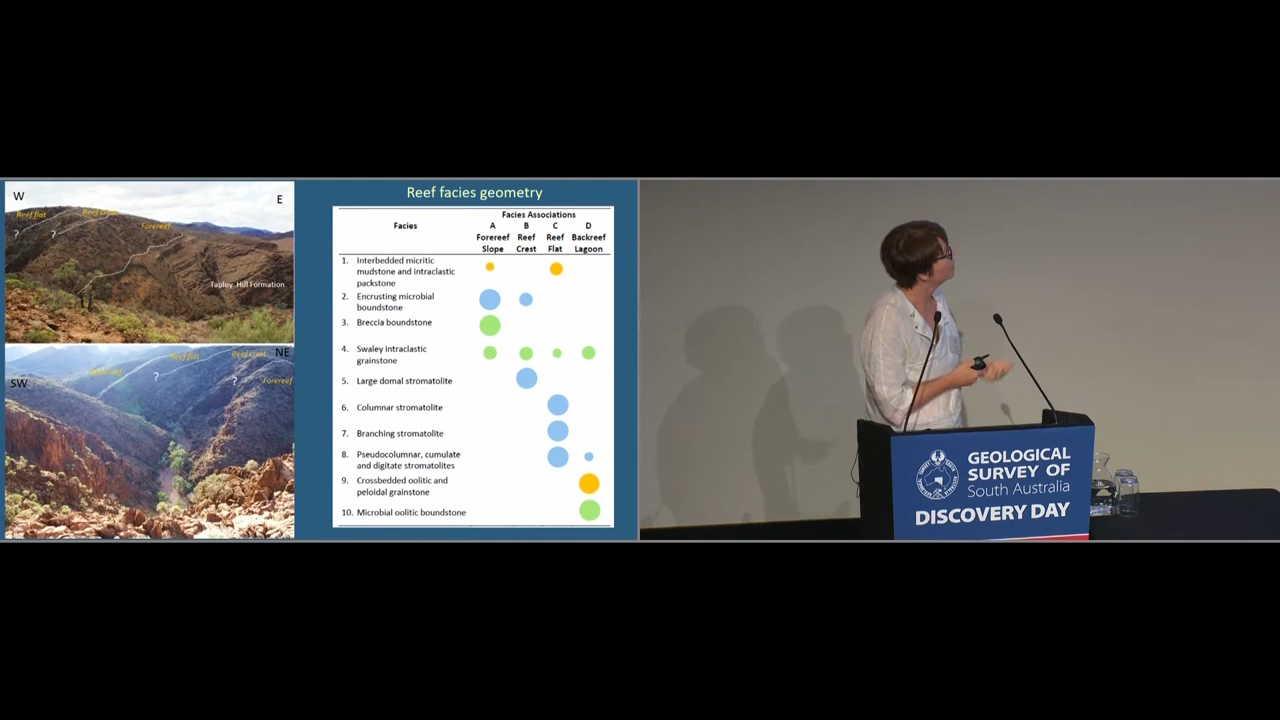 Reef facies geometry
W
E
Reef flat
Reef crest
Forereef
?
?
Tapley Hill Formation
SW
NE
Reef flat
Reef crest
Forereef
?
?
Facies Associations
Facies
A
B
C
D
Forereef
Reef
Reef
Backreef
Slope
Crest
Flat
Lagoon
1. Interbedded micritic
mudstone and intraclastic
packstone
2. Encrusting microbial
boundstone
3. Breccia boundstone
4. Swaley intraclastic
grainstone
5. Large domal stromatolite
6. Columnar stromatolite
7. Branching stromatolite
8. Pseudocolumnar, cumulate
and digitate stromatolites
9. Crossbedded oolitic and
peloidal grainstone
10. Microbial oolitic boundstone
GEOLOGICAL
SURVEY OF
South Australia
DISCOVERY DAY